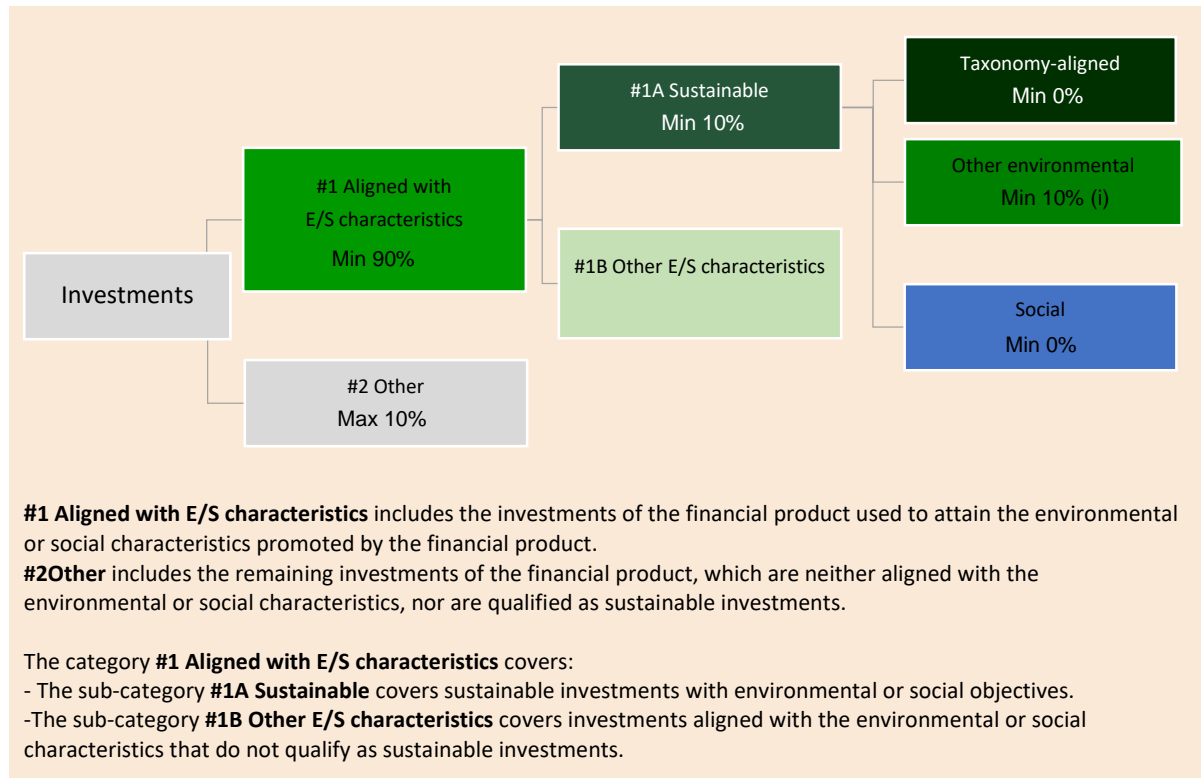 Investments
#1 Aligned with
E/S characteristics
Min 90%
#2 Other
Max 10%
#1A Sustainable
Min 10%
#1B Other E/S characteristics
Taxonomy-aligned
Min 0%
Other environmental
Min 10% (i)
Social
Min 0%
#1 Aligned with E/S characteristics includes the investments of the financial product used to attain the environmental
or social characteristics promoted by the financial product.
#2Other includes the remaining investments of the financial product, which are neither aligned with the
environmental or social characteristics, nor are qualified as sustainable investments.
The category #1 Aligned with E/S characteristics covers:
- The sub-category #1A Sustainable covers sustainable investments with environmental or social objectives.
-The sub-category #1B Other E/S characteristics covers investments aligned with the environmental or social
characteristics that do not qualify as sustainable investments.